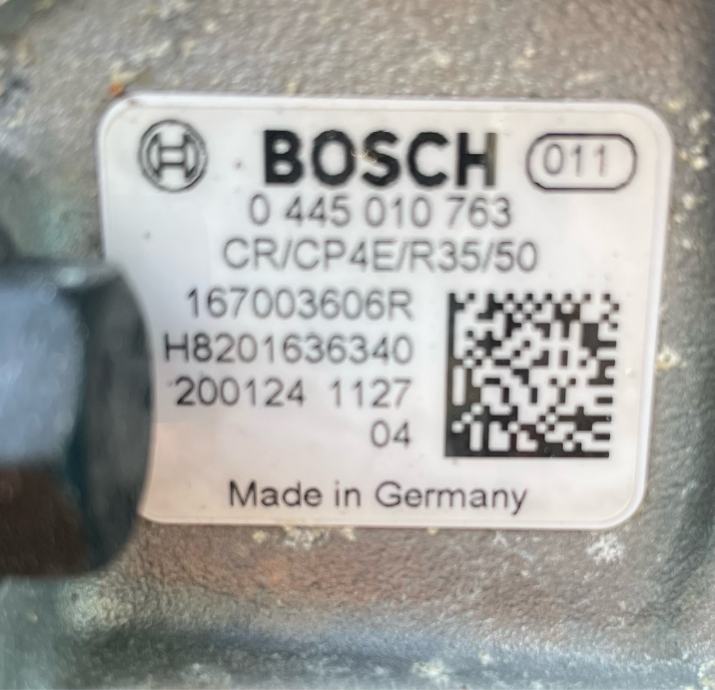 BOSCH 011
0 445 010 763
CR/CP4E/R35/50
167003606R
H8201636340
200124 1127
04
Made in Germany